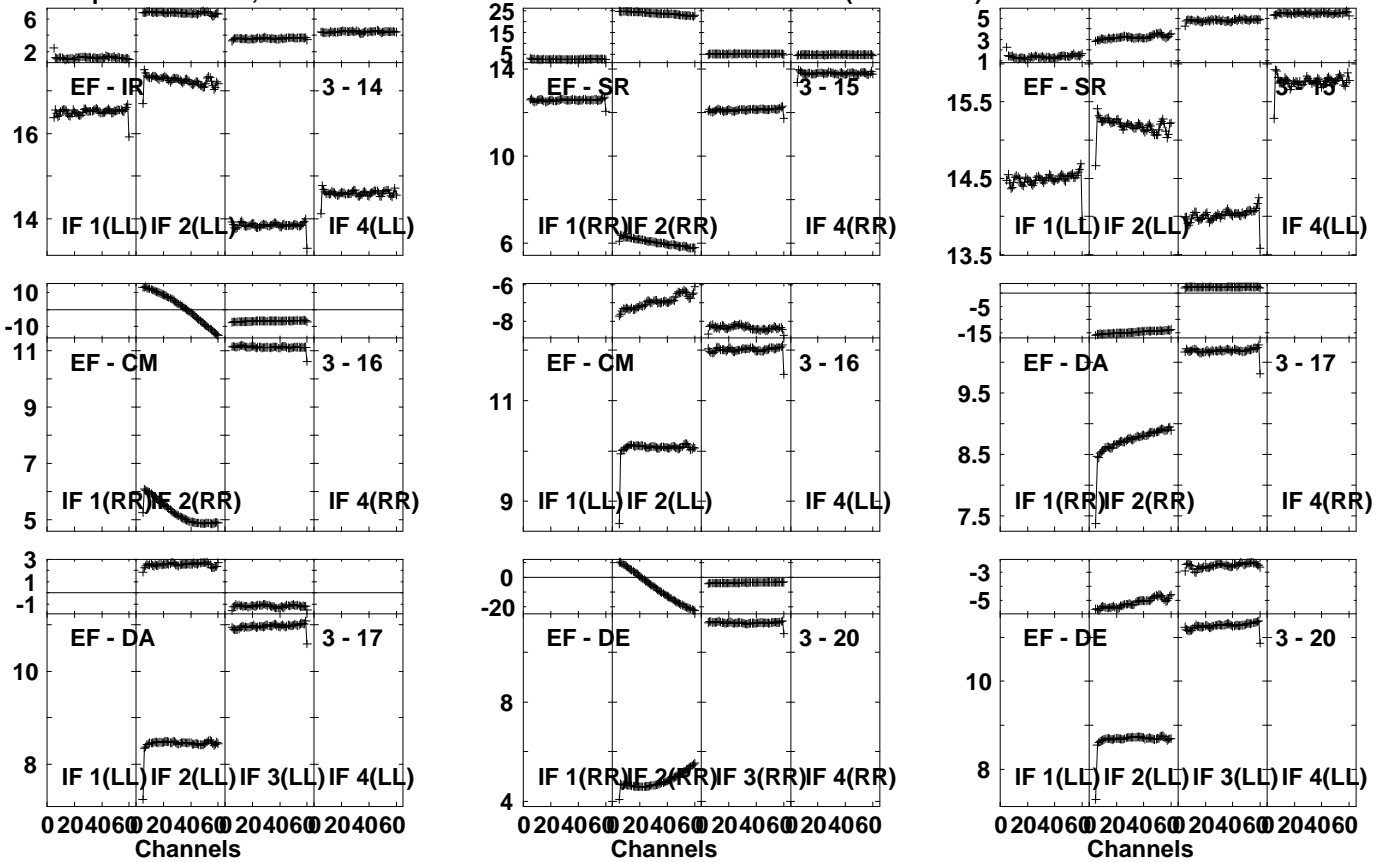 6
2
EF - IR
3 - 14
16
14
IF 1(LL)
IF 2(LL)
IF 4(LL)
25
15
5
14
EF - SR
3 - 15
10
6
IF 1(RR)
IF 2(RR)
IF 4(RR)
5
3
1
EF - SR
3 - 15
15.5
14.5
13.5
IF 1(LL)
IF 2(LL)
IF 4(LL)
10
-10
11
EF - CM
3 - 16
9
7
5
IF 1(RR)
IF 2(RR)
IF 4(RR)
-6
-8
EF - CM
3 - 16
11
9
IF 1(LL)
IF 2(LL)
IF 4(LL)
-5
-15
EF - DA
3 - 17
9.5
8.5
7.5
IF 1(RR)
IF 2(RR)
IF 4(RR)
3
1
-1
EF - DA
3 - 17
10
8
IF 1(LL)
IF 2(LL)
IF 3(LL)
IF 4(LL)
0 20 40 60 0 20 40 60 0 20 40 60 0 20 40 60
Channels
0
-20
EF - DE
3 - 20
8
4
IF 1(RR)
IF 2(RR)
IF 3(RR)
IF 4(RR)
0 20 40 60 0 20 40 60 0 20 40 60 0 20 40 60
Channels
-3
-5
EF - DE
3 - 20
10
8
IF 1(LL)
IF 2(LL)
IF 3(LL)
IF 4(LL)
0 20 40 60 0 20 40 60 0 20 40 60 0 20 40 60
Channels